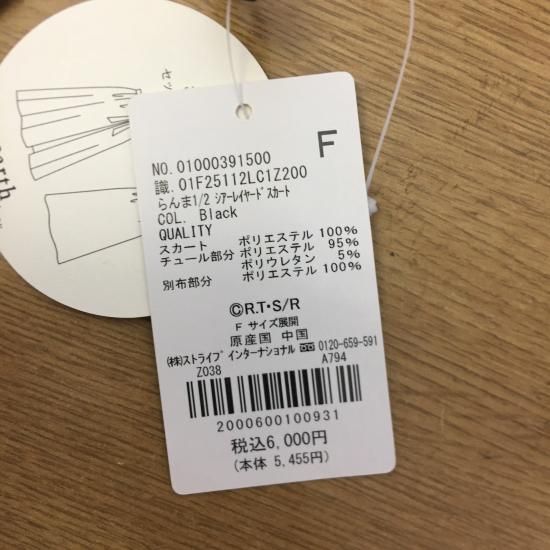 F
NO. 01000391500
識. 01F25112LC1Z200
らんま1/2 ｼｱｰﾚｲﾔｰﾄﾞｽｶｰﾄ
COL. Black
QUALITY
スカート ポリエステル 100%
チュール部分 ポリエステル 95%
ポリウレタン 5%
別布部分 ポリエステル 100%
©R.T・S/R
F サイズ展開
原産国 中国
(株)ストライプ インターナショナル 0120-659-591
Z038 A794
2000600100931
税込6,000円
(本体 5,455円)
earth